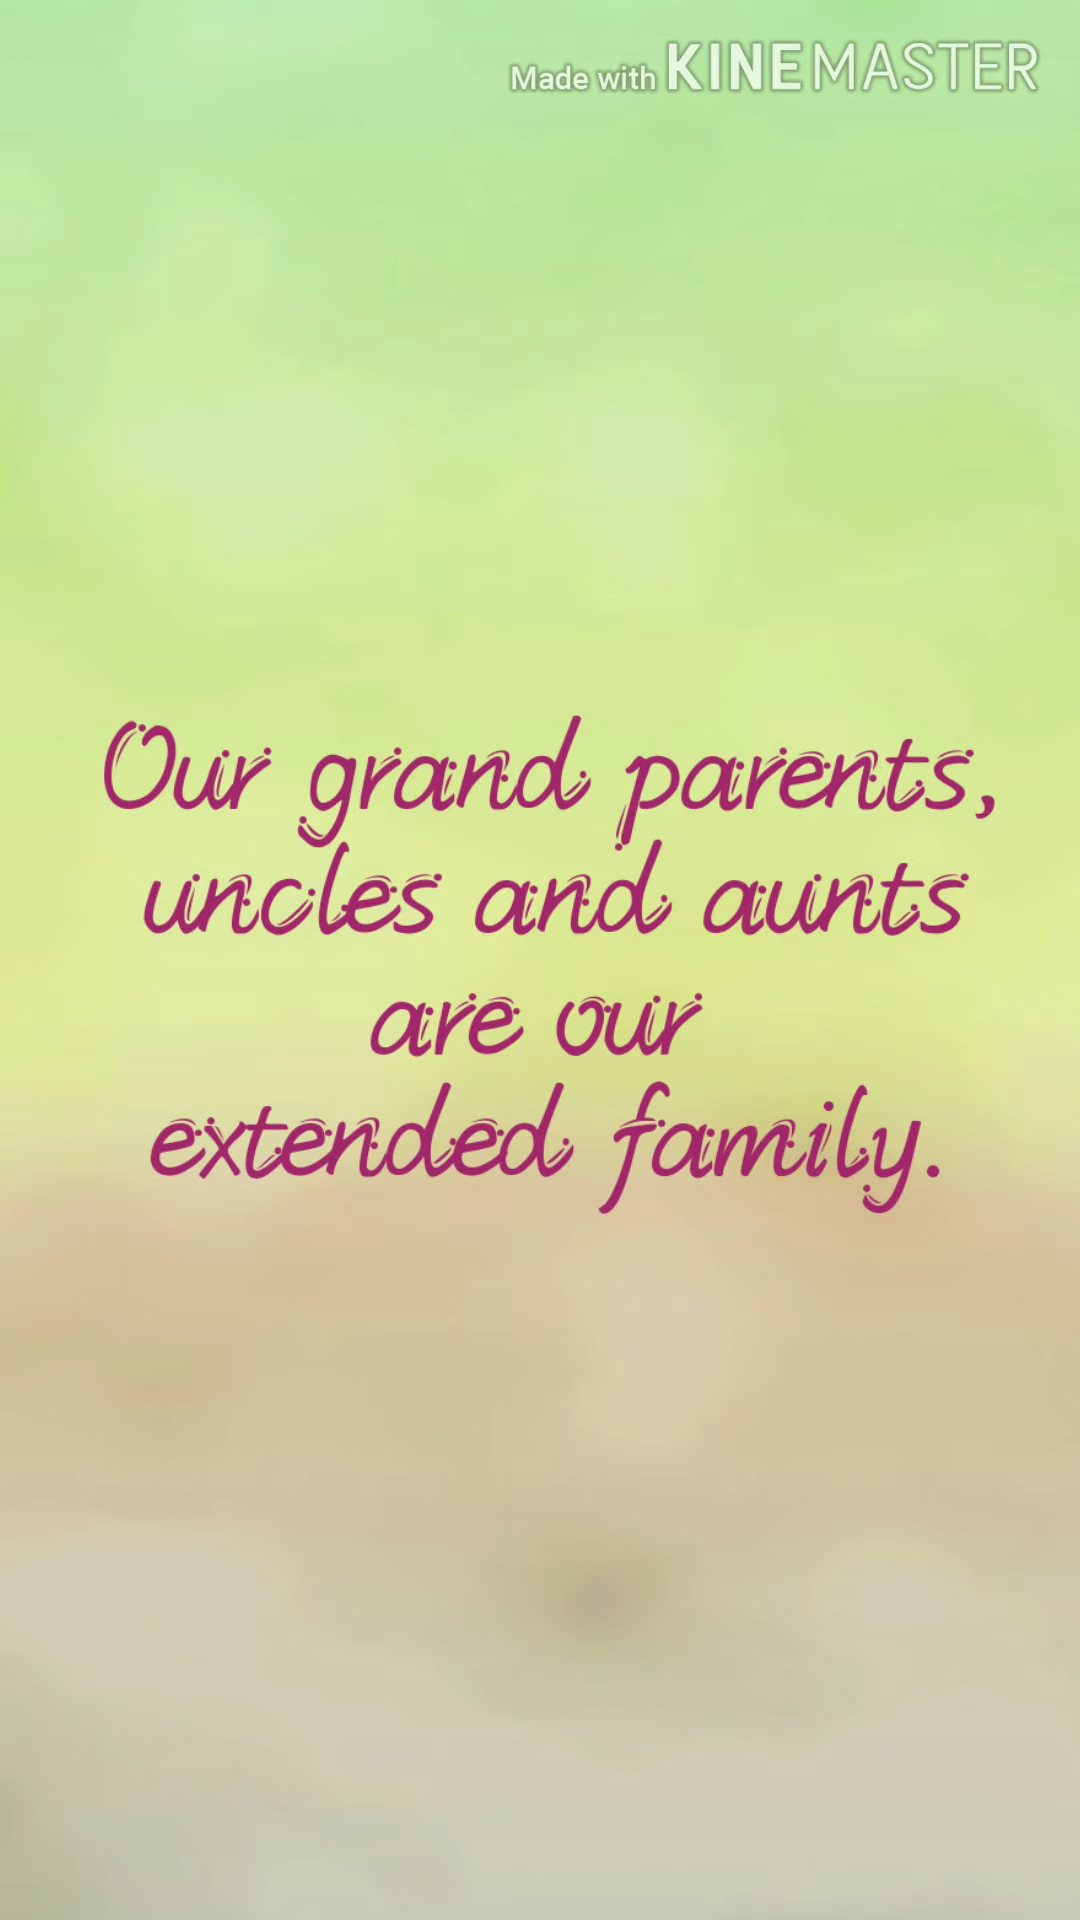 Made with KINEMASTER
Our grand parents,
uncles and aunts
are our
extended family.